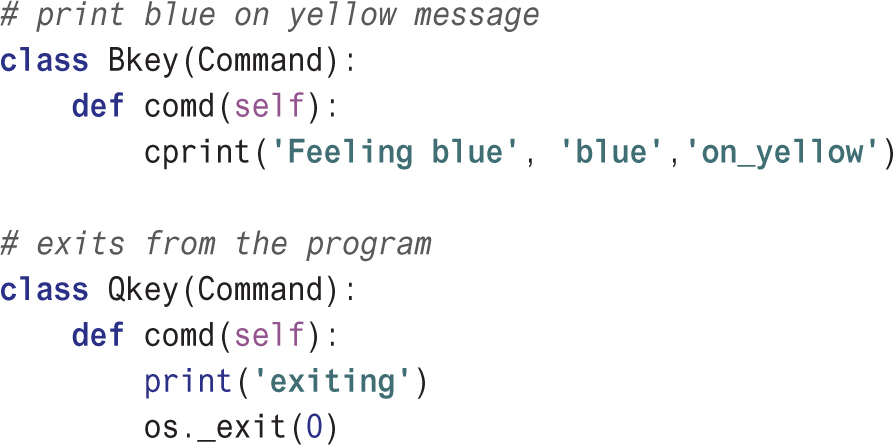 # print blue on yellow message
class Bkey(Command):
    def comd(self):
        cprint('Feeling blue', 'blue','on_yellow')

# exits from the program
class Qkey(Command):
    def comd(self):
        print('exiting')
        os._exit(0)